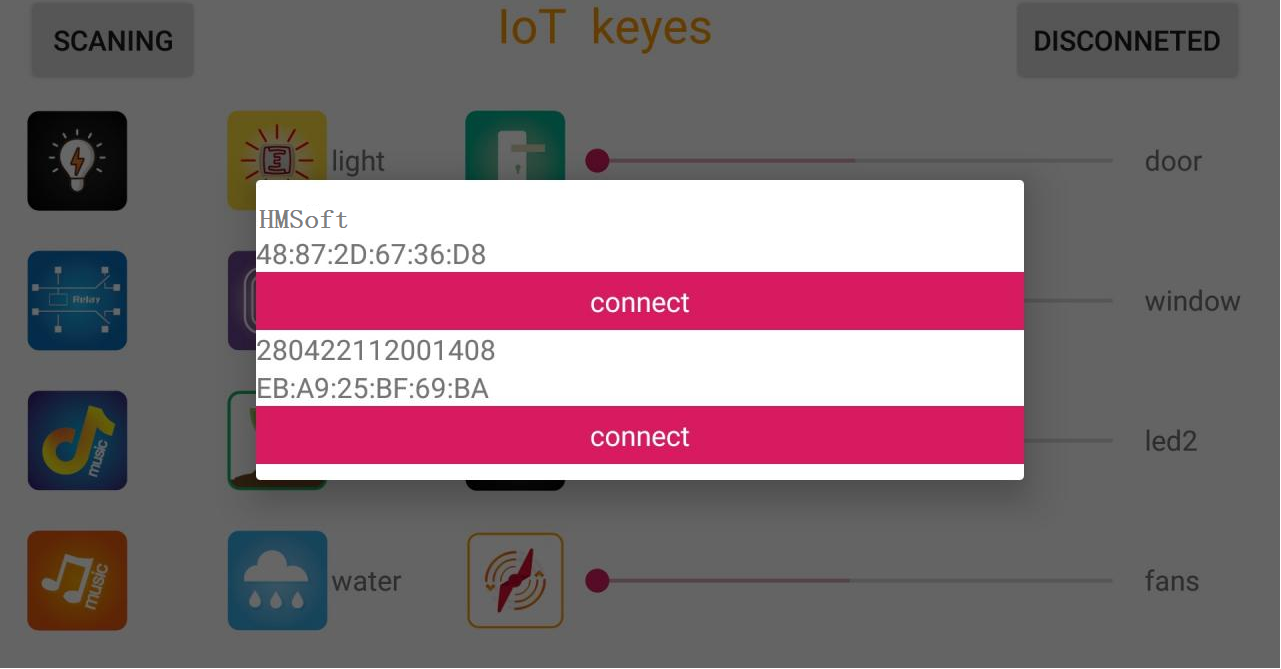 SCANING
IoT keyes
DISCONNETED
light
door
HMSoft
48:87:2D:67:36:D8
connect
Relay
window
280422112001408
EB:A9:25:BF:69:BA
connect
music
led2
music
water
fans